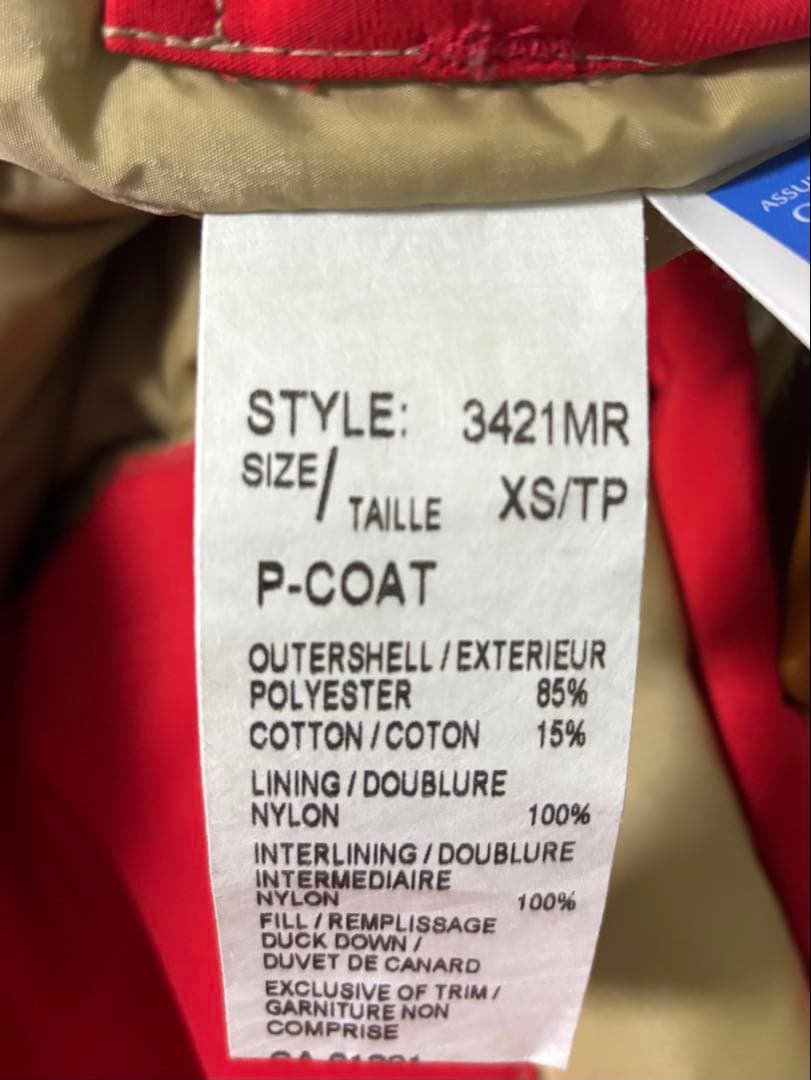 STYLE: 3421MR
SIZE/TAILLE XS/TP
P-COAT
OUTERSHELL / EXTERIEUR
POLYESTER 85%
COTTON / COTON 15%
LINING / DOUBLURE
NYLON 100%
INTERLINING / DOUBLURE
INTERMEDIAIRE
NYLON 100%
FILL / REMPLISSAGE
DUCK DOWN /
DUVET DE CANARD
EXCLUSIVE OF TRIM /
GARNITURE NON
COMPRISE